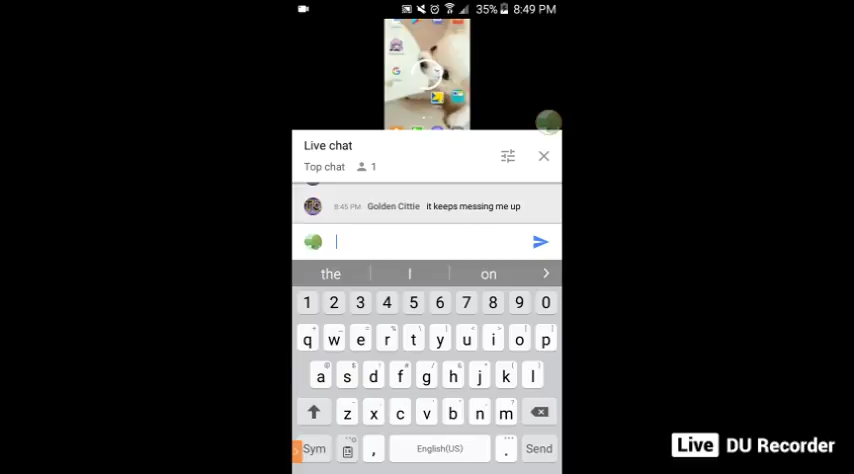 35% 8:49 PM
Live chat
Top chat 1
8:45 PM Golden Cittie it keeps messing me up
the I on
1 2 3 4 5 6 7 8 9 0
q w e r t y u i o p
a s d f g h j k l
z x c v b n m
Sym , English(US) . Send
Live DU Recorder